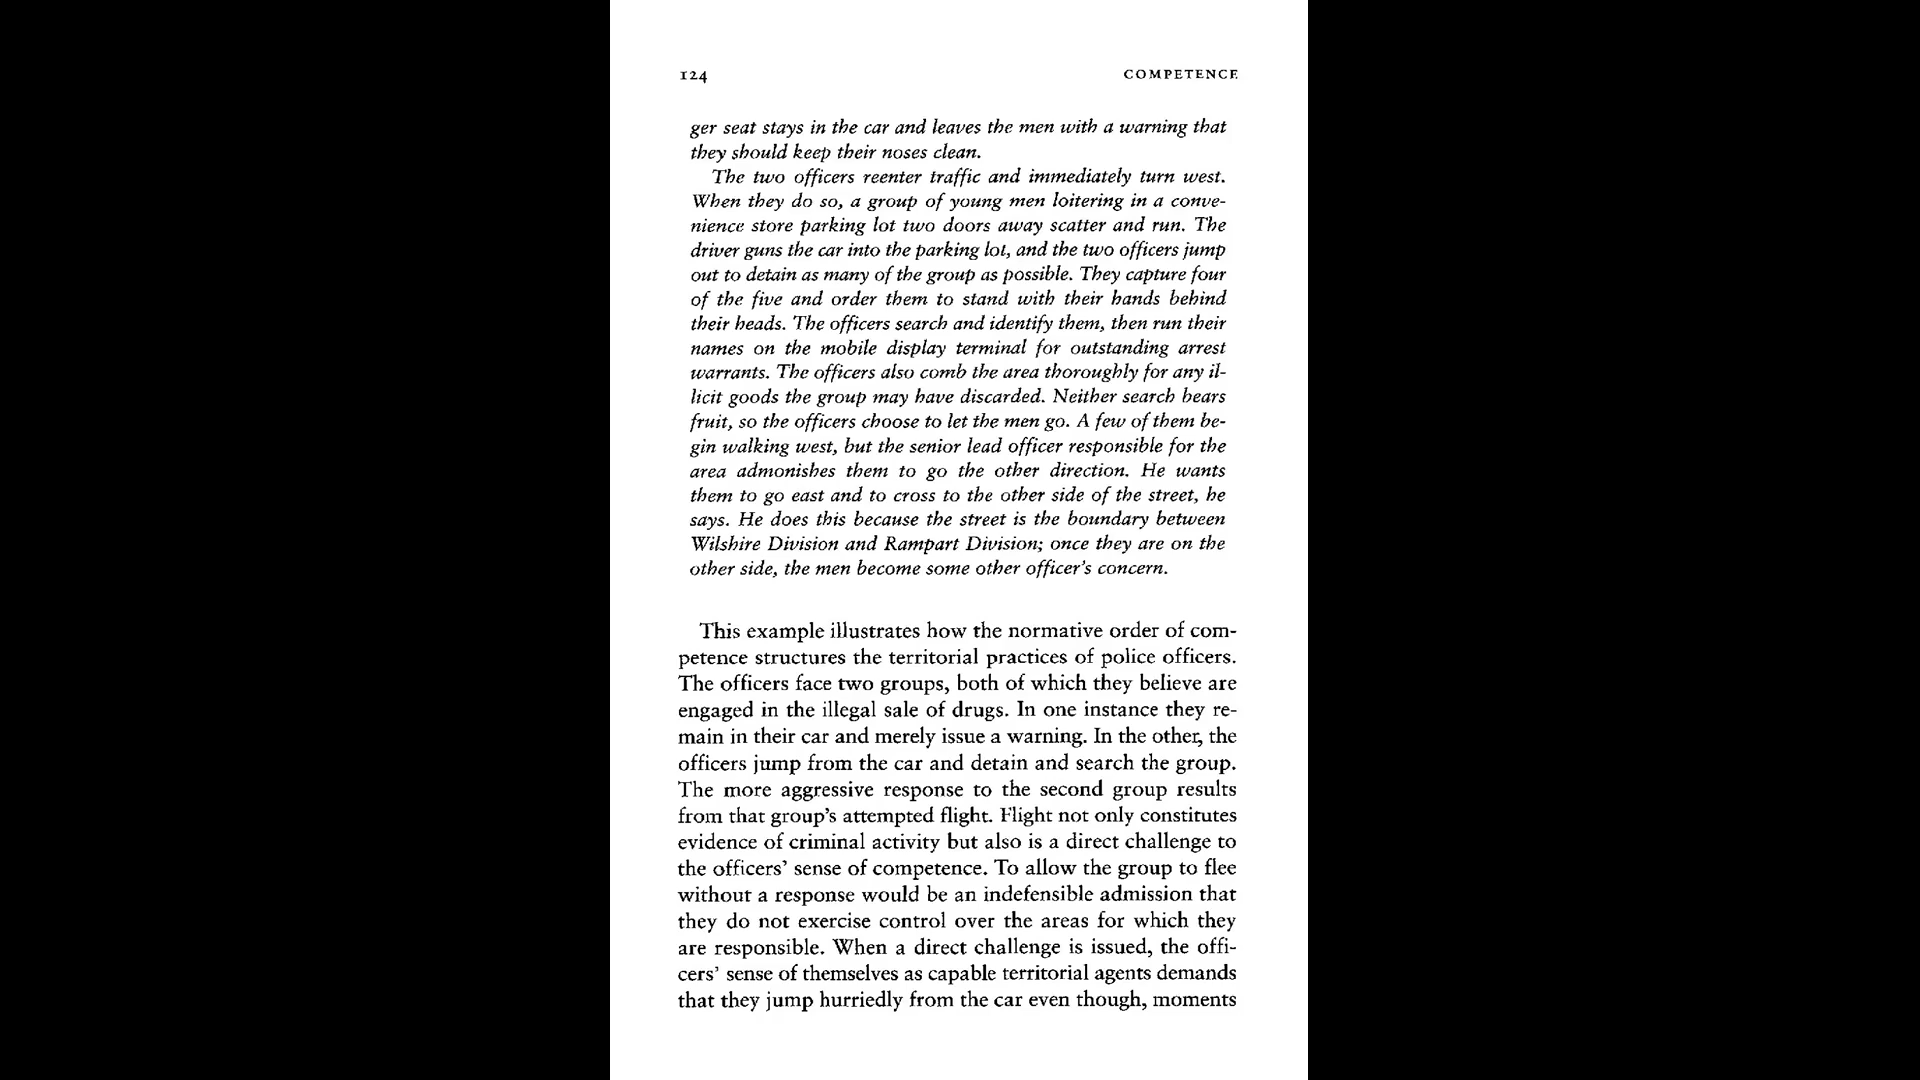 124
COMPETENCE
ger seat stays in the car and leaves the men with a warning that
they should keep their noses clean.
The two officers reenter traffic and immediately turn west.
When they do so, a group of young men loitering in a conve-
nience store parking lot two doors away scatter and run. The
driver guns the car into the parking lot, and the two officers jump
out to detain as many of the group as possible. They capture four
of the five and order them to stand with their hands behind
their heads. The officers search and identify them, then run their
names on the mobile display terminal for outstanding arrest
warrants. The officers also comb the area thoroughly for any il-
licit goods the group may have discarded. Neither search bears
fruit, so the officers choose to let the men go. A few of them be-
gin walking west, but the senior lead officer responsible for the
area admonishes them to go the other direction. He wants
them to go east and to cross to the other side of the street, he
says. He does this because the street is the boundary between
Wilshire Division and Rampart Division; once they are on the
other side, the men become some other officer's concern.
This example illustrates how the normative order of com-
petence structures the territorial practices of police officers.
The officers face two groups, both of which they believe are
engaged in the illegal sale of drugs. In one instance they re-
main in their car and merely issue a warning. In the other, the
officers jump from the car and detain and search the group.
The more aggressive response to the second group results
from that group's attempted flight. Flight not only constitutes
evidence of criminal activity but also is a direct challenge to
the officers' sense of competence. To allow the group to flee
without a response would be an indefensible admission that
they do not exercise control over the areas for which they
are responsible. When a direct challenge is issued, the offi-
cers' sense of themselves as capable territorial agents demands
that they jump hurriedly from the car even though, moments